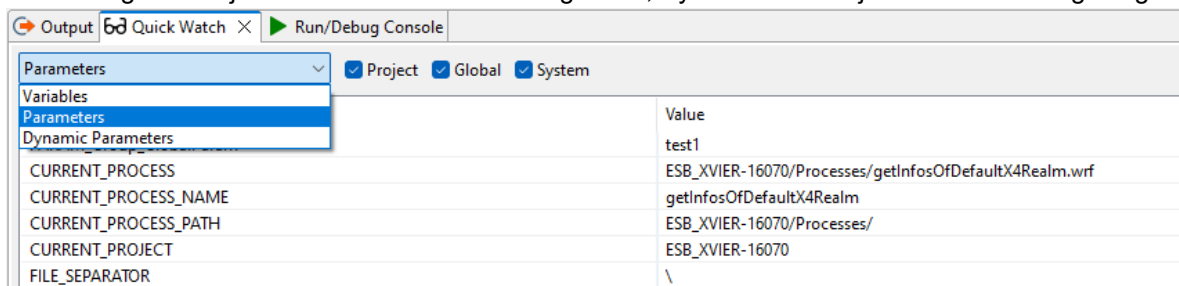 Output Quick Watch Run/Debug Console
Parameters Project Global System
Variables
Parameters Value
Dynamic Parameters
test1
CURRENT_PROCESS ESB_XVIER-16070/Processes/getInfosOfDefaultX4Realm.wrf
CURRENT_PROCESS_NAME getInfosOfDefaultX4Realm
CURRENT_PROCESS_PATH ESB_XVIER-16070/Processes/
CURRENT_PROJECT ESB_XVIER-16070
FILE_SEPARATOR \